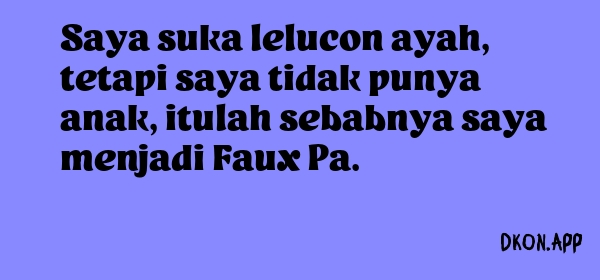 Saya suka lelucon ayah,
tetapi saya tidak punya
anak, itulah sebabnya saya
menjadi Faux Pa.
DKON.APP